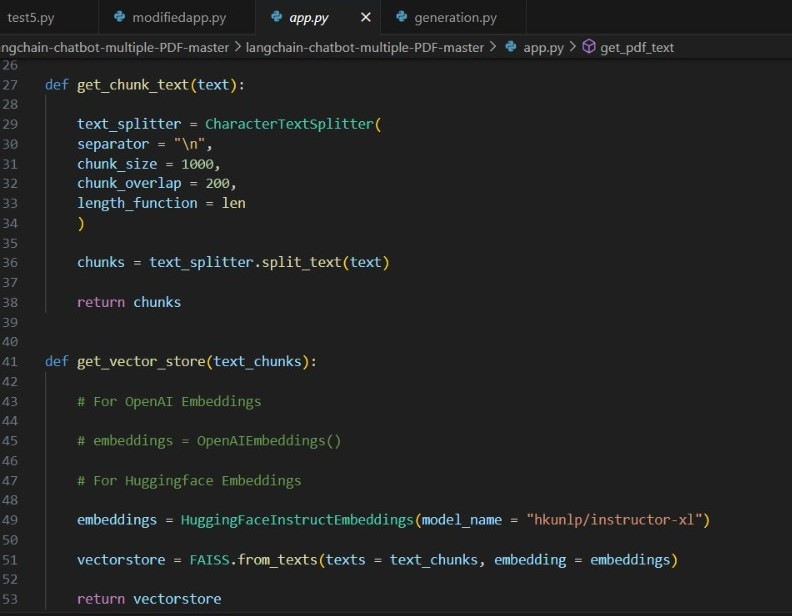 test5.py modifiedapp.py app.py × generation.py
ngchain-chatbot-multiple-PDF-master > langchain-chatbot-multiple-PDF-master > app.py > get_pdf_text
26
27 def get_chunk_text(text):
28
29 text_splitter = CharacterTextSplitter(
30 separator = "\n",
31 chunk_size = 1000,
32 chunk_overlap = 200,
33 length_function = len
34 )
35
36 chunks = text_splitter.split_text(text)
37
38 return chunks
39
40
41 def get_vector_store(text_chunks):
42
43 # For OpenAI Embeddings
44
45 # embeddings = OpenAIEmbeddings()
46
47 # For Huggingface Embeddings
48
49 embeddings = HuggingFaceInstructEmbeddings(model_name = "hkunlp/instructor-xl")
50
51 vectorstore = FAISS.from_texts(texts = text_chunks, embedding = embeddings)
52
53 return vectorstore